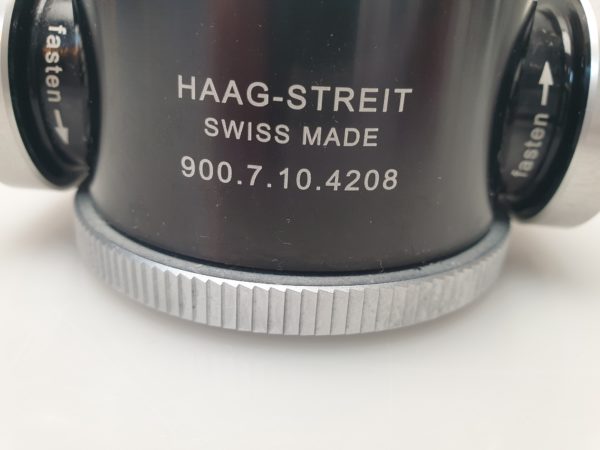 fasten →
HAAG-STREIT
SWISS MADE
900.7.10.4208
fasten →